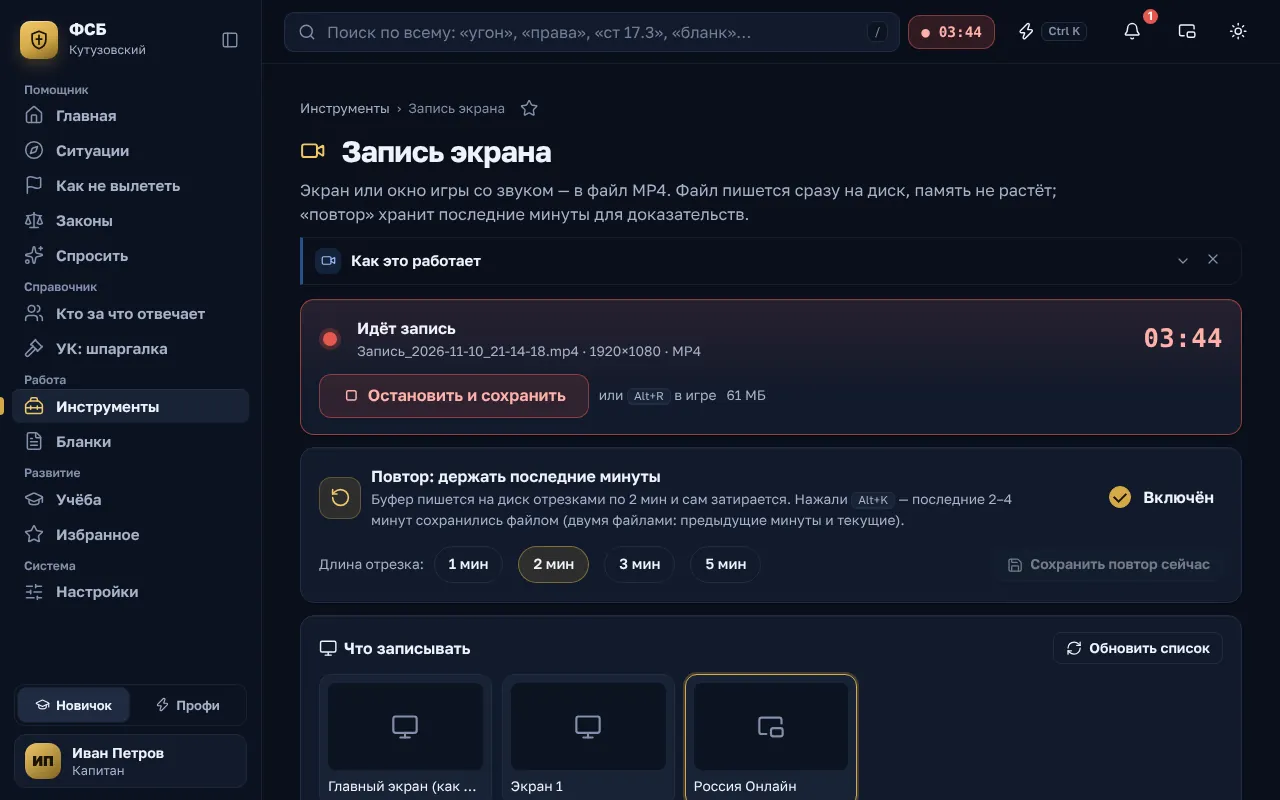 ФСБ
Кутузовский
Помощник
Главная
Ситуации
Как не вылететь
Законы
Спросить
Справочник
Кто за что отвечает
УК: шпаргалка
Работа
Инструменты
Бланки
Развитие
Учёба
Избранное
Система
Настройки
Новичок
Профи
ИП
Иван Петров
Капитан
Поиск по всему: «угон», «права», «ст 17.3», «бланк»…
/
03:44
Ctrl K
1
Инструменты › Запись экрана
Запись экрана
Экран или окно игры со звуком — в файл MP4. Файл пишется сразу на диск, память не растёт;
«повтор» хранит последние минуты для доказательств.
Как это работает
Идёт запись
Запись_2026-11-10_21-14-18.mp4 · 1920×1080 · MP4
03:44
Остановить и сохранить
или Alt+R в игре 61 МБ
Повтор: держать последние минуты
Буфер пишется на диск отрезками по 2 мин и сам затирается. Нажали Alt+K — последние 2–4
минут сохранились файлом (двумя файлами: предыдущие минуты и текущие).
Включён
Длина отрезка: 1 мин 2 мин 3 мин 5 мин
Сохранить повтор сейчас
Что записывать
Обновить список
Главный экран (как …
Экран 1
Россия Онлайн